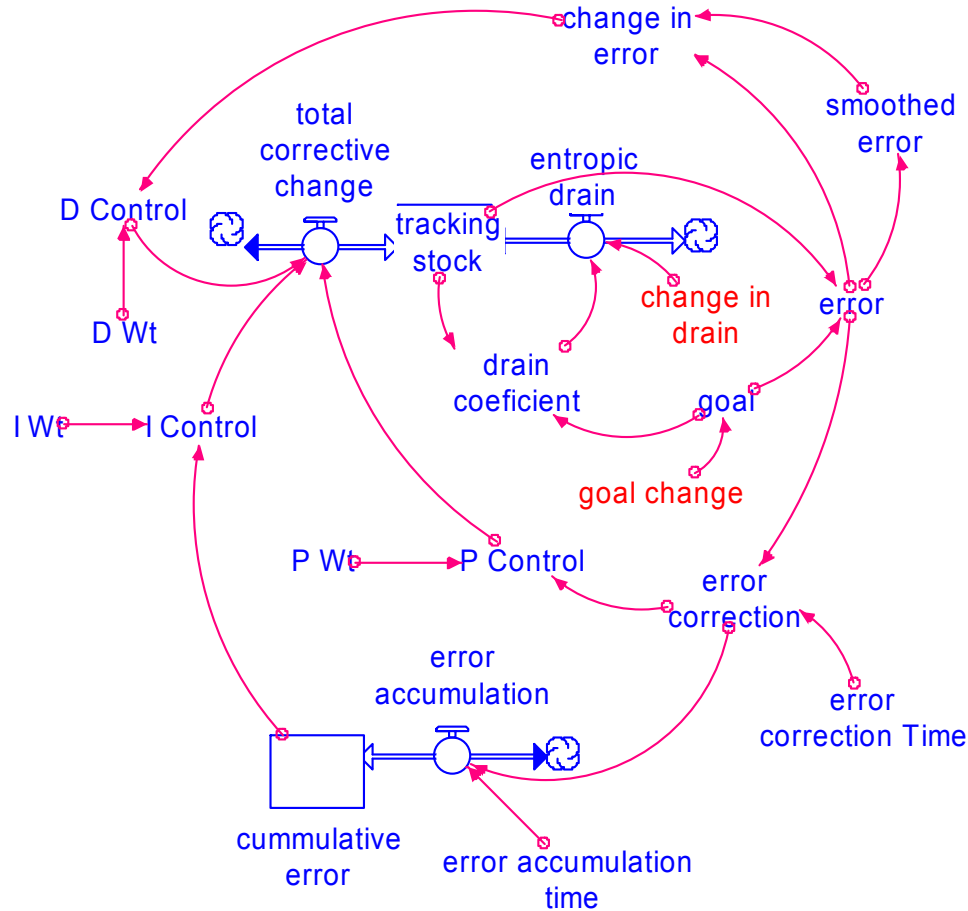 change in
error
smoothed
error
total
corrective
change
entropic
drain
D Control
tracking
stock
change in
drain
error
D Wt
drain
coeficient
goal
I Wt
I Control
goal change
P Wt
P Control
error
correction
error
accumulation
error
correction Time
cummulative
error
error accumulation
time